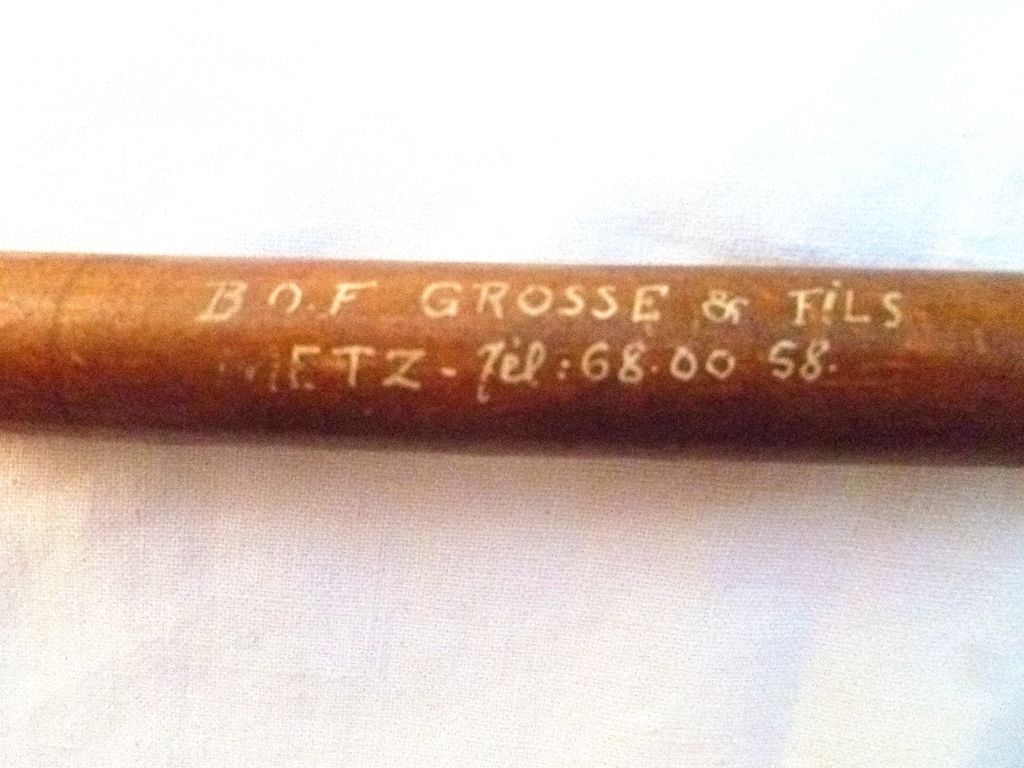 B.O.F GROSSE & FiLS
METZ - Tél : 68.00 58.